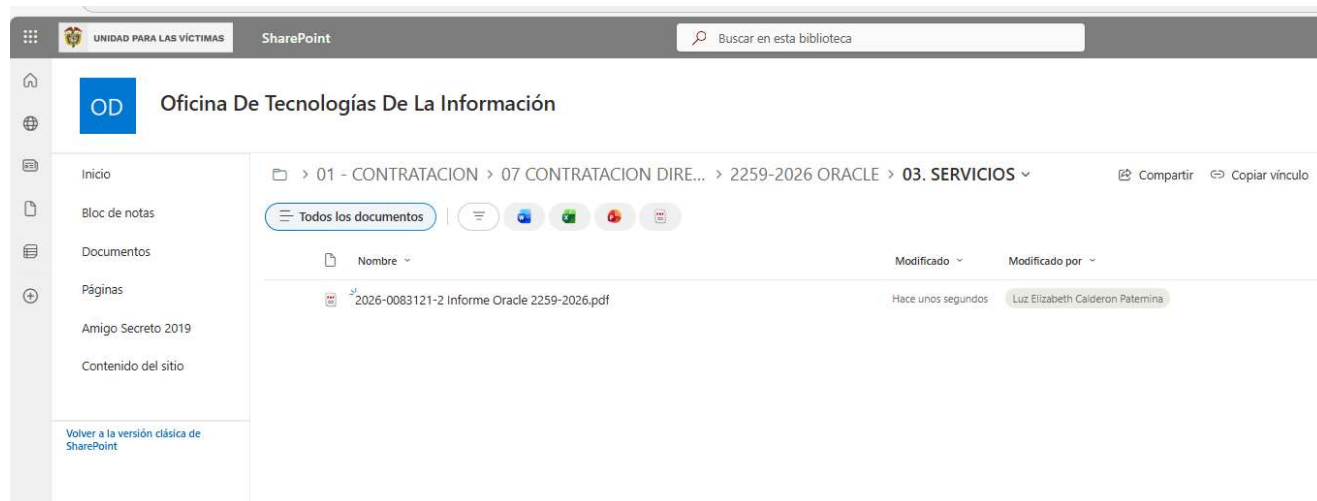 UNIDAD PARA LAS VÍCTIMAS
SharePoint
Buscar en esta biblioteca
OD
Oficina De Tecnologías De La Información
Inicio
Bloc de notas
Documentos
Páginas
Amigo Secreto 2019
Contenido del sitio
Volver a la versión clásica de
SharePoint
> 01 - CONTRATACION > 07 CONTRATACION DIRE... > 2259-2026 ORACLE > 03. SERVICIOS
Compartir
Copiar vínculo
Todos los documentos
Nombre
Modificado
Modificado por
2026-0083121-2 Informe Oracle 2259-2026.pdf
Hace unos segundos
Luz Elizabeth Calderon Paternina